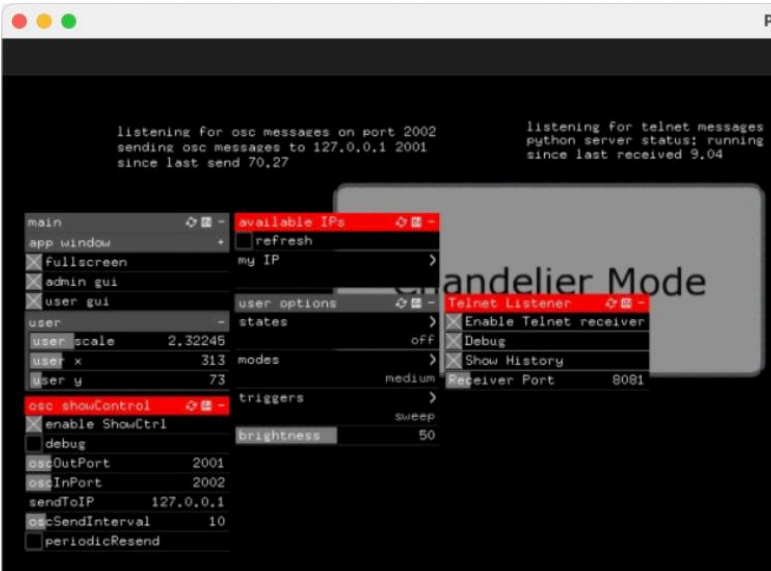 P
listening for osc messages on port 2002
sending osc messages to 127.0.0.1 2001
since last send 70.27
listening for telnet messages
python server status: running
since last received 9.04
main
app window
fullscreen
admin gui
user gui
user
user scale 2.32245
user x 313
user y 73
osc showControl
enable ShowCtrl
debug
oscOutPort 2001
oscInPort 2002
sendToIP 127.0.0.1
oscSendInterval 10
periodicResend
available IPs
refresh
my IP
user options
states
off
modes
medium
triggers
sweep
brightness 50
Chandelier Mode
Telnet Listener
Enable Telnet receiver
Debug
Show History
Receiver Port 8081